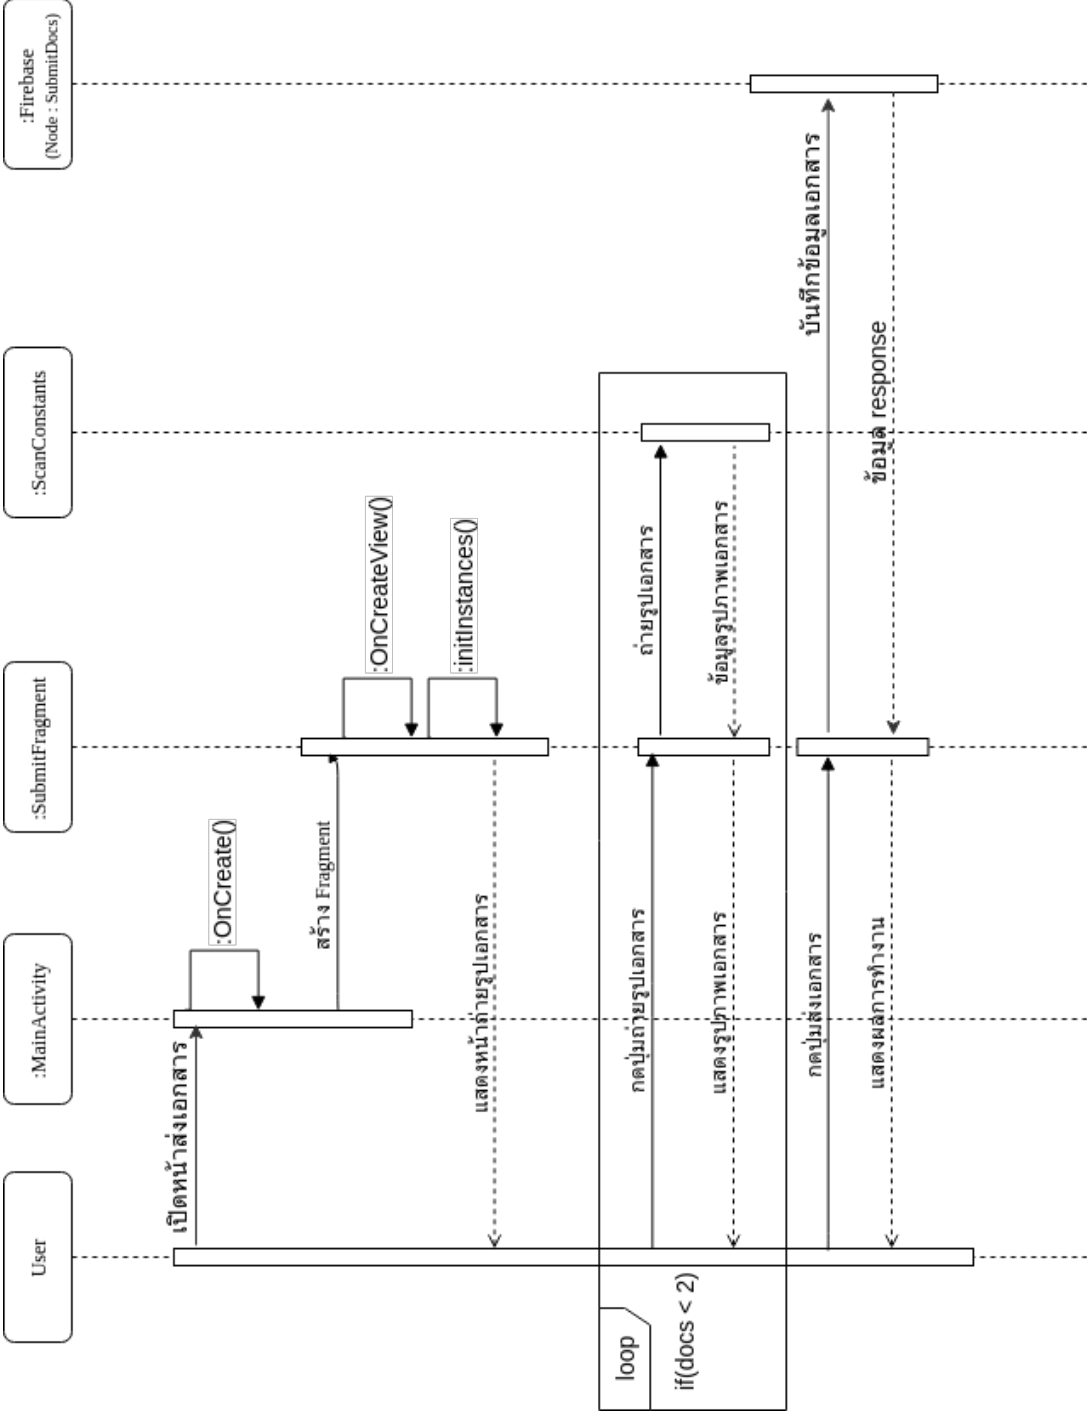 User
:MainActivity
:SubmitFragment
:ScanConstants
:Firebase
(Node : SubmitDocs)
เปิดหน้าส่งเอกสาร
:OnCreate()
สร้าง Fragment
:OnCreateView()
:initInstances()
แสดงหน้าถ่ายรูปเอกสาร
loop
if(docs < 2)
กดปุ่มถ่ายรูปเอกสาร
ถ่ายรูปเอกสาร
ข้อมูลรูปภาพเอกสาร
แสดงรูปภาพเอกสาร
กดปุ่มส่งเอกสาร
บันทึกข้อมูลเอกสาร
ข้อมูล response
แสดงผลการทำงาน